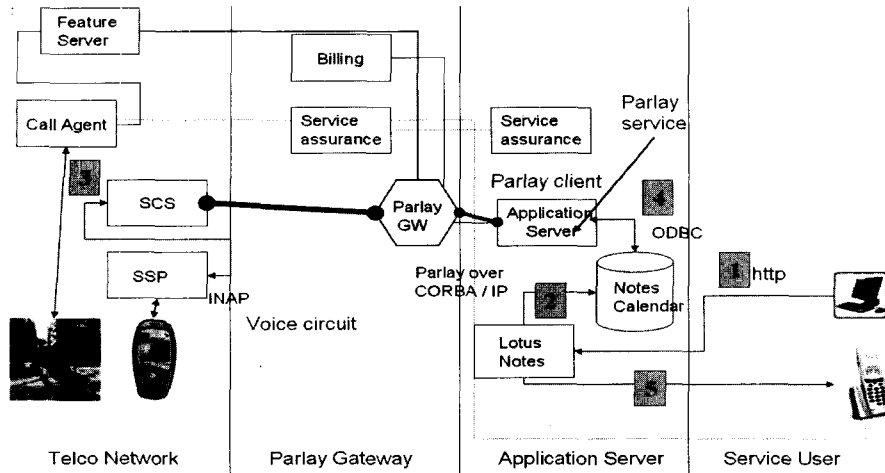 Feature
Server
Billing
Call Agent
Service
assurance
Service
assurance
Parlay
service
3
SCS
Parlay
GW
Parlay client
Application
Server
4
ODBC
SSP
INAP
Parlay over
CORBA / IP
2
Notes
Calendar
1
http
Voice circuit
Lotus
Notes
5
Telco Network
Parlay Gateway
Application Server
Service User